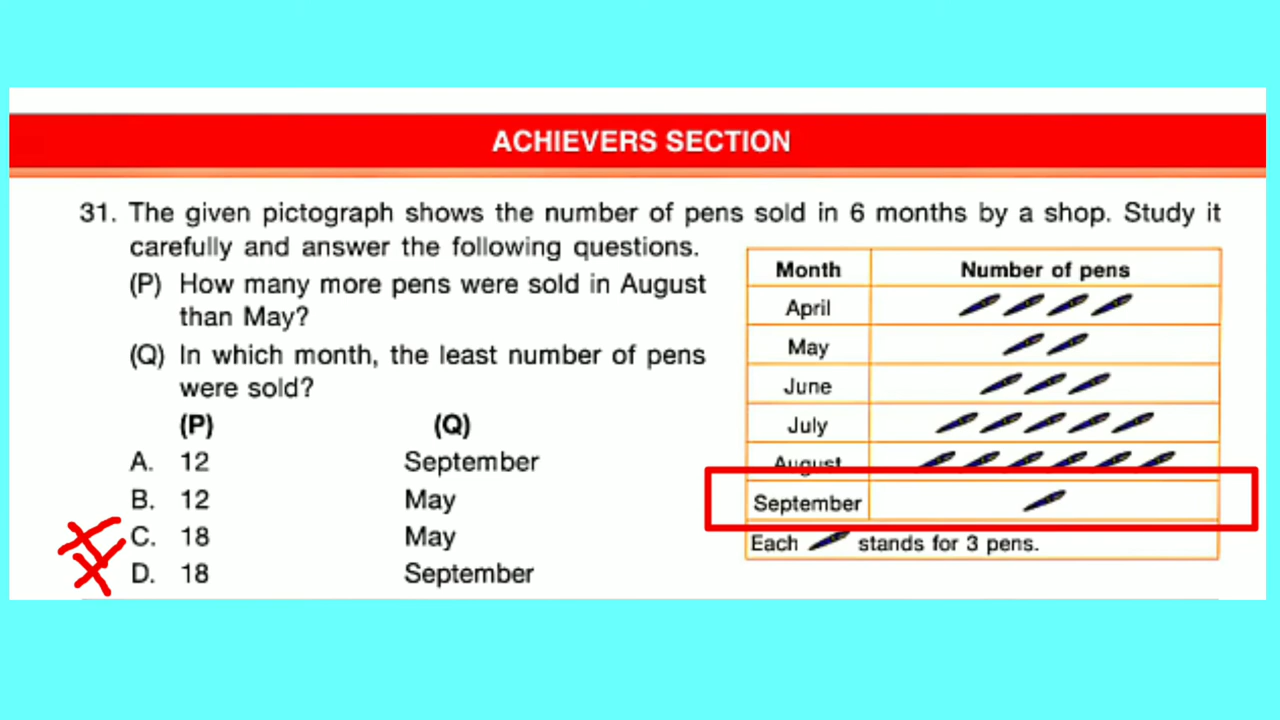 ACHIEVERS SECTION
31. The given pictograph shows the number of pens sold in 6 months by a shop. Study it
carefully and answer the following questions.
(P) How many more pens were sold in August
than May?
(Q) In which month, the least number of pens
were sold?
(P) (Q)
A. 12 September
B. 12 May
C. 18 May
D. 18 September
Month Number of pens
April
May
June
July
August
September
Each stands for 3 pens.